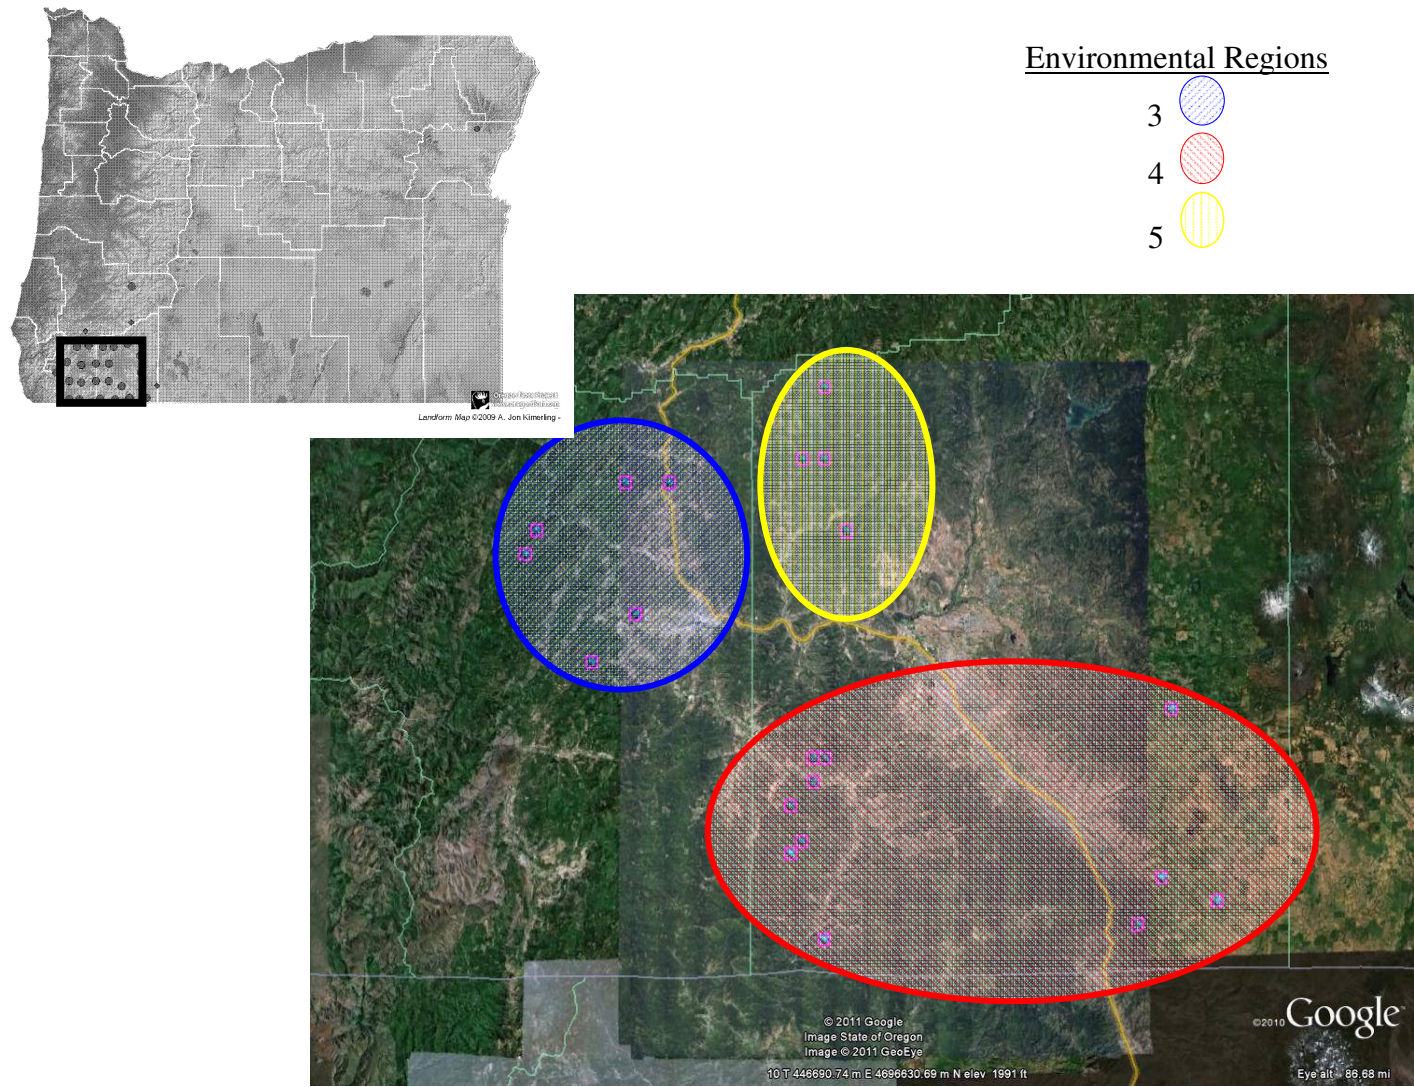 Environmental Regions
3
4
5
Landform Map ©2009 A. Jon Kimerling -
© 2011 Google
Image State of Oregon
Image © 2011 GeoEye
©2010 Google
10 T 446690.74 m E 4696630.69 m N elev 1991 ft
Eye alt 86.68 mi